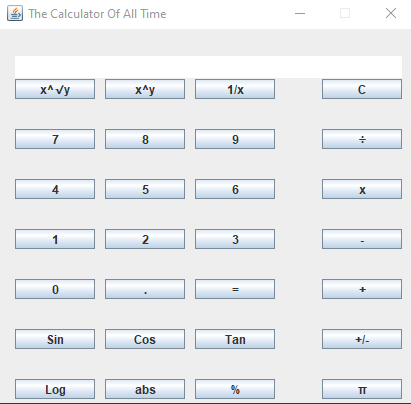 The Calculator Of All Time
x^√y x^y 1/x C
7 8 9 ÷
4 5 6 x
1 2 3 -
0 . = +
Sin Cos Tan +/-
Log abs % π